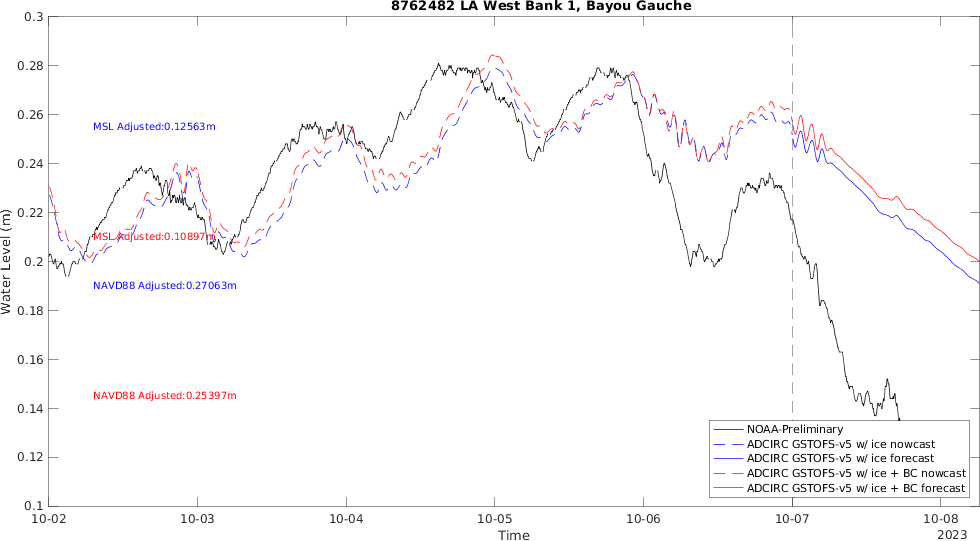 8762482 LA West Bank 1, Bayou Gauche
0.3
0.28
0.26
0.24
0.22
0.2
0.18
0.16
0.14
0.12
0.1
Water Level (m)
MSL Adjusted:0.12563m
MSL Adjusted:0.10897m
NAVD88 Adjusted:0.27063m
NAVD88 Adjusted:0.25397m
NOAA-Preliminary
ADCIRC GSTOFS-v5 w/ ice nowcast
ADCIRC GSTOFS-v5 w/ ice forecast
ADCIRC GSTOFS-v5 w/ ice + BC nowcast
ADCIRC GSTOFS-v5 w/ ice + BC forecast
10-02 10-03 10-04 10-05 10-06 10-07 10-08
Time
2023